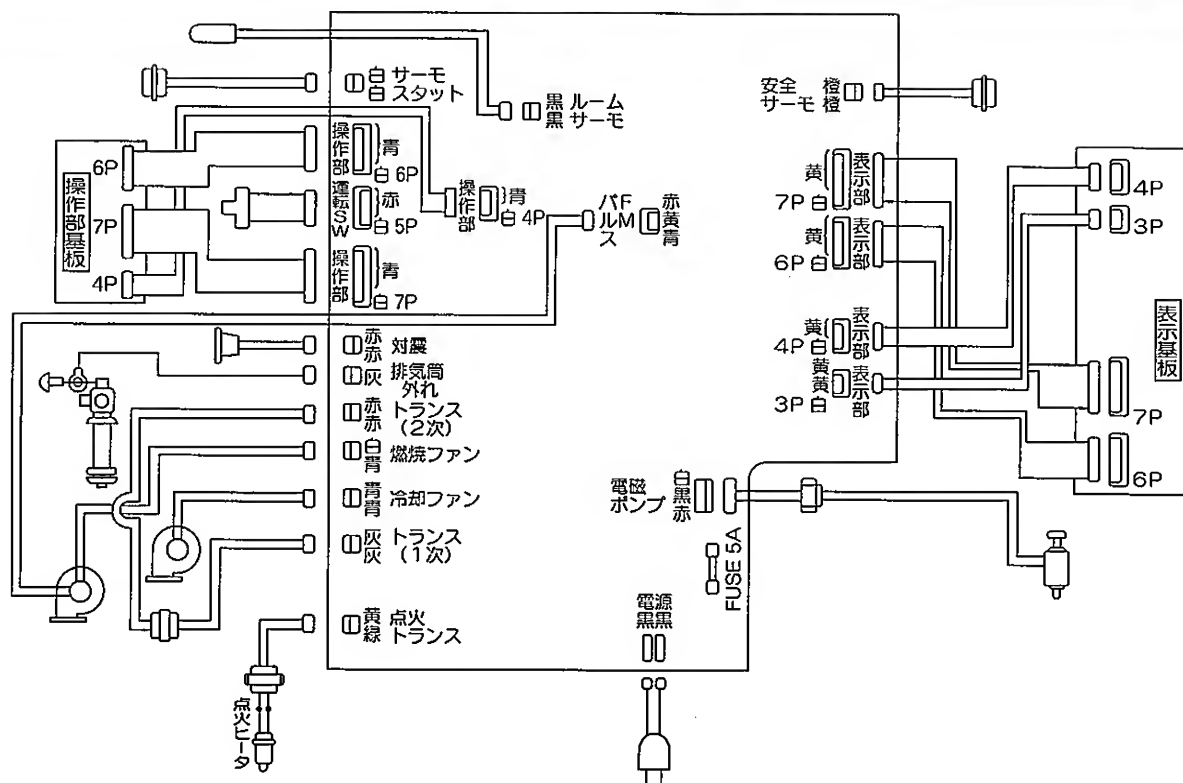 白 サーモ
白 スタット
黒 ルーム
黒 サーモ
安全 橙
サーモ 橙
操作部基板
6P
7P
4P
操作部
青
白 6P
運転SW
赤
白 5P
操作部
青
白 7P
操作部
青
白 4P
パルス
FM
赤
黄
青
黄
7P 白
表示部
黄
6P 白
表示部
黄
4P 白
表示部
黄
黄
3P 白
表示部
4P
3P
表示基板
7P
6P
赤
赤 対震
灰 排気筒
外れ
赤 トランス
赤 (2次)
白
青 燃焼ファン
青
青 冷却ファン
灰 トランス
灰 (1次)
黄 点火
緑 トランス
点火ヒータ
電磁
ポンプ
白
黒
赤
FUSE 5A
電源
黒黒